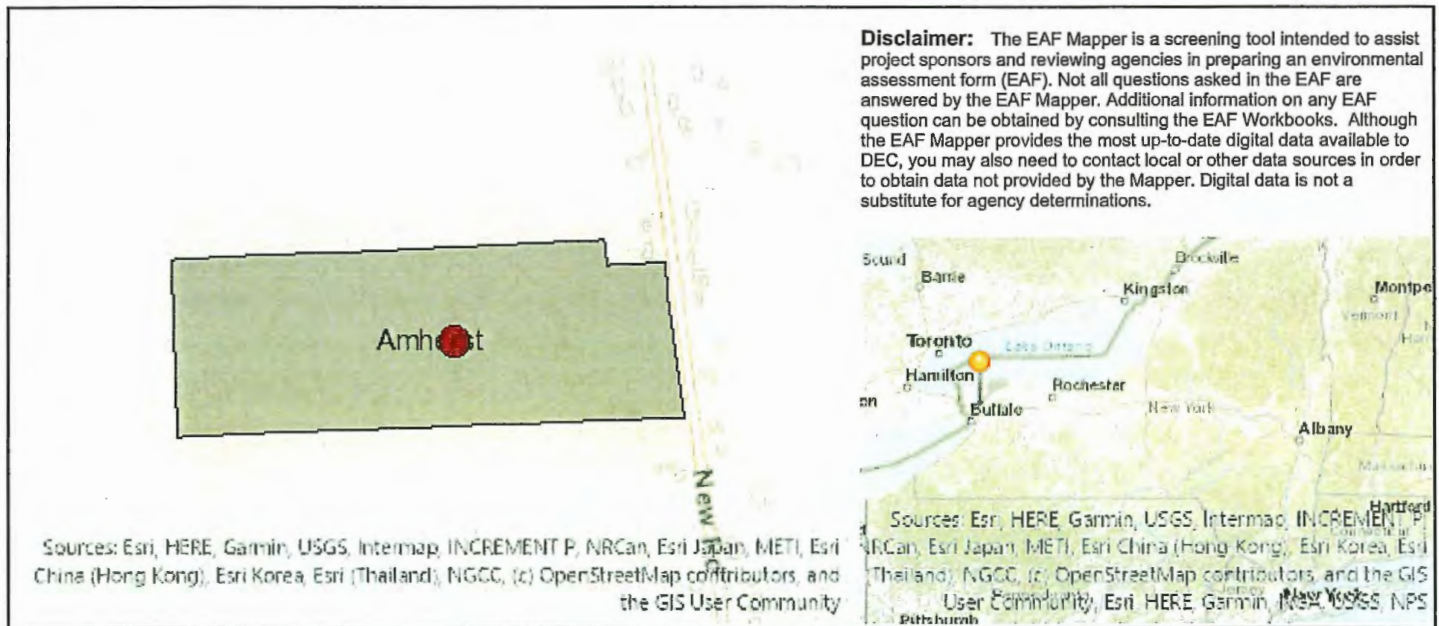 Disclaimer: The EAF Mapper is a screening tool intended to assist
project sponsors and reviewing agencies in preparing an environmental
assessment form (EAF). Not all questions asked in the EAF are
answered by the EAF Mapper. Additional information on any EAF
question can be obtained by consulting the EAF Workbooks. Although
the EAF Mapper provides the most up-to-date digital data available to
DEC, you may also need to contact local or other data sources in order
to obtain data not provided by the Mapper. Digital data is not a
substitute for agency determinations.
Barrie
Brockville
Kingston
Montpe
Vermont
Toronto
Lake Ontario
Hamilton
Rochester
Buffalo
New York
Albany
Hartford
Pittsburgh
New York
New
Sources: Esri, HERE, Garmin, USGS, Intermap, INCREMENT P, NRCan, Esri Japan, METI, Esri
China (Hong Kong), Esri Korea, Esri (Thailand), NGCC, (c) OpenStreetMap contributors, and
the GIS User Community
Sources: Esri, HERE, Garmin, USGS, Intermap, INCREMENT P,
NRCan, Esri Japan, METI, Esri China (Hong Kong), Esri Korea, Esri
(Thailand), NGCC, (c) OpenStreetMap contributors, and the GIS
User Community, Esri, HERE, Garmin, USGS, NPS